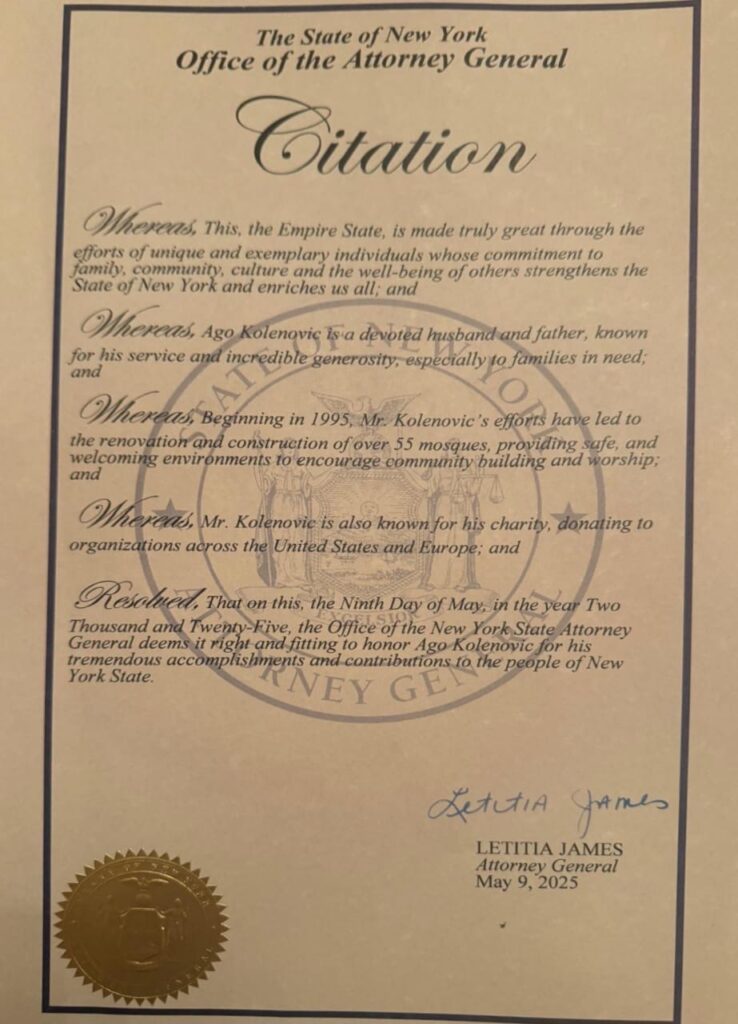 The State of New York
Office of the Attorney General
Citation
Whereas, This, the Empire State, is made truly great through the
efforts of unique and exemplary individuals whose commitment to
family, community, culture and the well-being of others strengthens the
State of New York and enriches us all; and
Whereas, Ago Kolenovic is a devoted husband and father, known
for his service and incredible generosity, especially to families in need;
and
Whereas, Beginning in 1995, Mr. Kolenovic's efforts have led to
the renovation and construction of over 55 mosques, providing safe, and
welcoming environments to encourage community building and worship;
and
Whereas, Mr. Kolenovic is also known for his charity, donating to
organizations across the United States and Europe; and
Resolved, That on this, the Ninth Day of May, in the year Two
Thousand and Twenty-Five, the Office of the New York State Attorney
General deems it right and fitting to honor Ago Kolenovic for his
tremendous accomplishments and contributions to the people of New
York State.
STATE OF NEW YORK
EXCELSIOR
ATTORNEY GENERAL
Letitia James
LETITIA JAMES
Attorney General
May 9, 2025